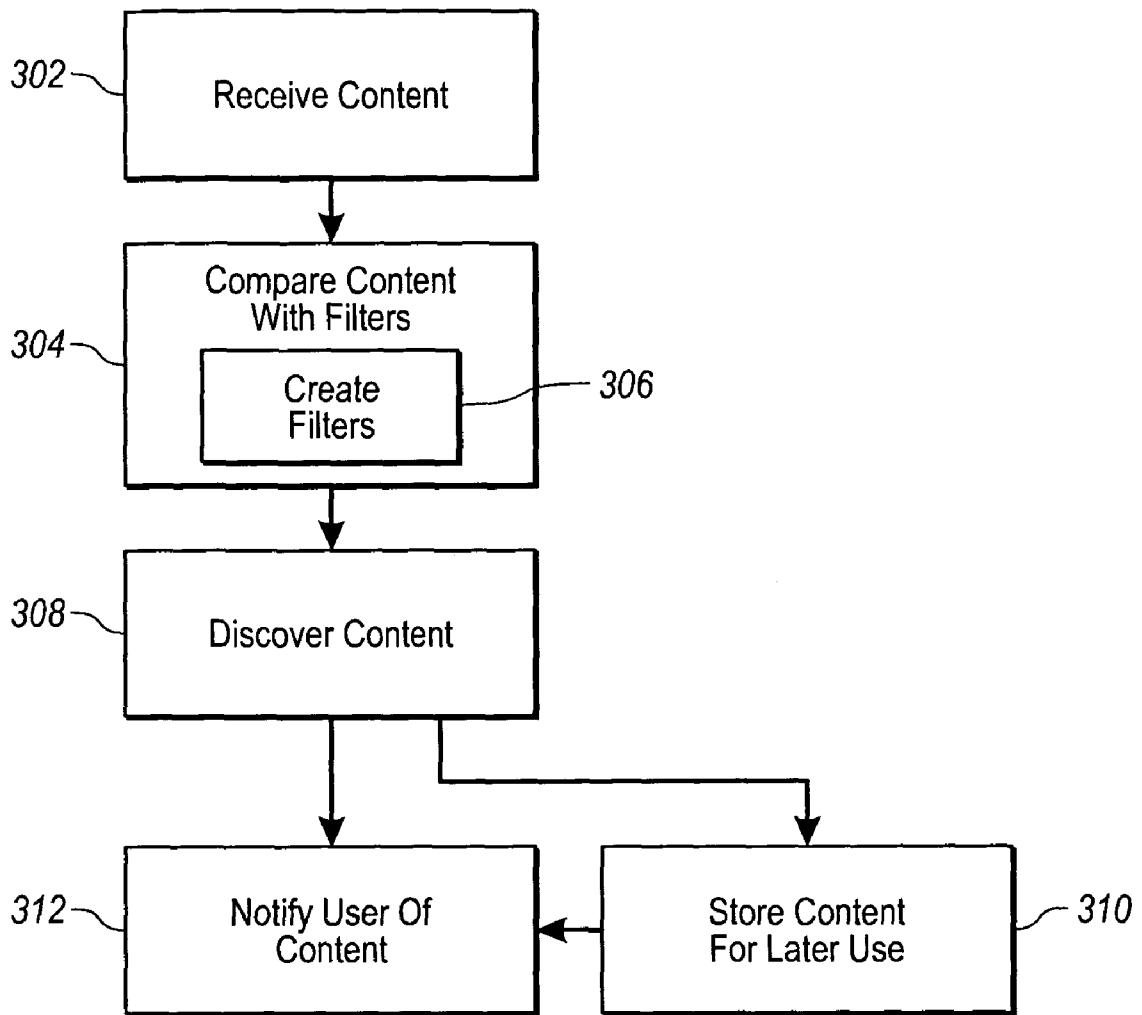 302
Receive Content
Compare Content
With Filters
304
Create
Filters
306
308
Discover Content
312
Notify User Of
Content
Store Content
For Later Use
310